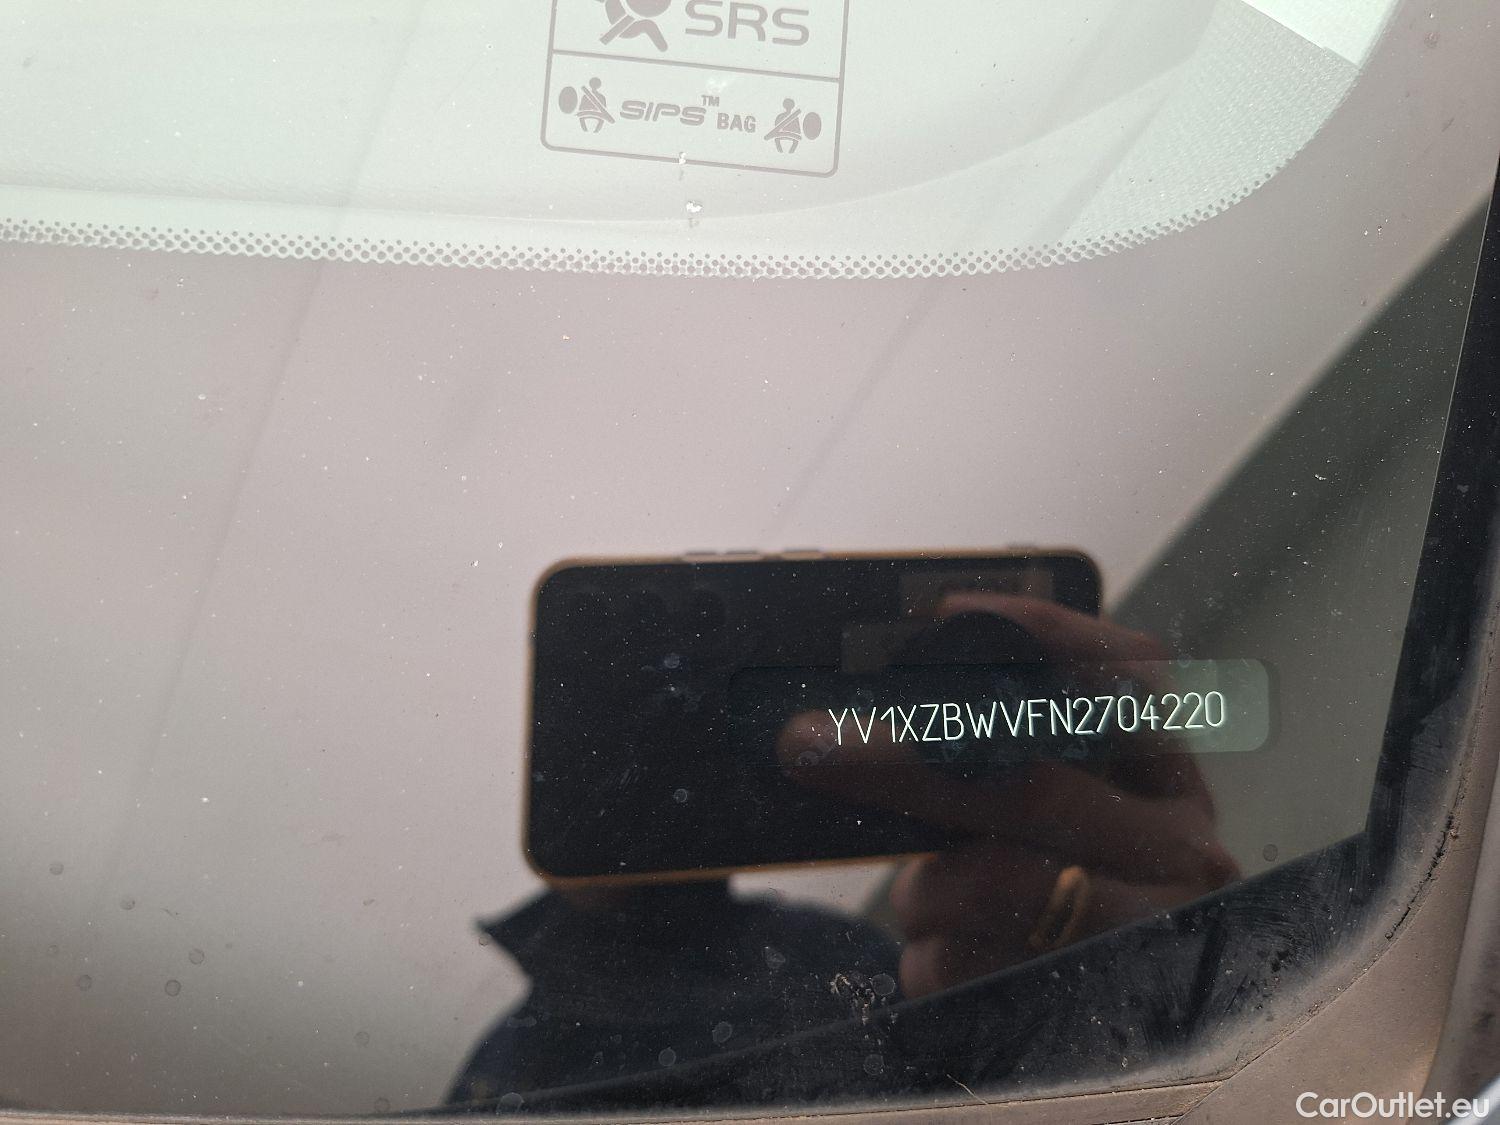 SRS
SIPS™ BAG
YV1XZBWVFN2704220
CarOutlet.eu